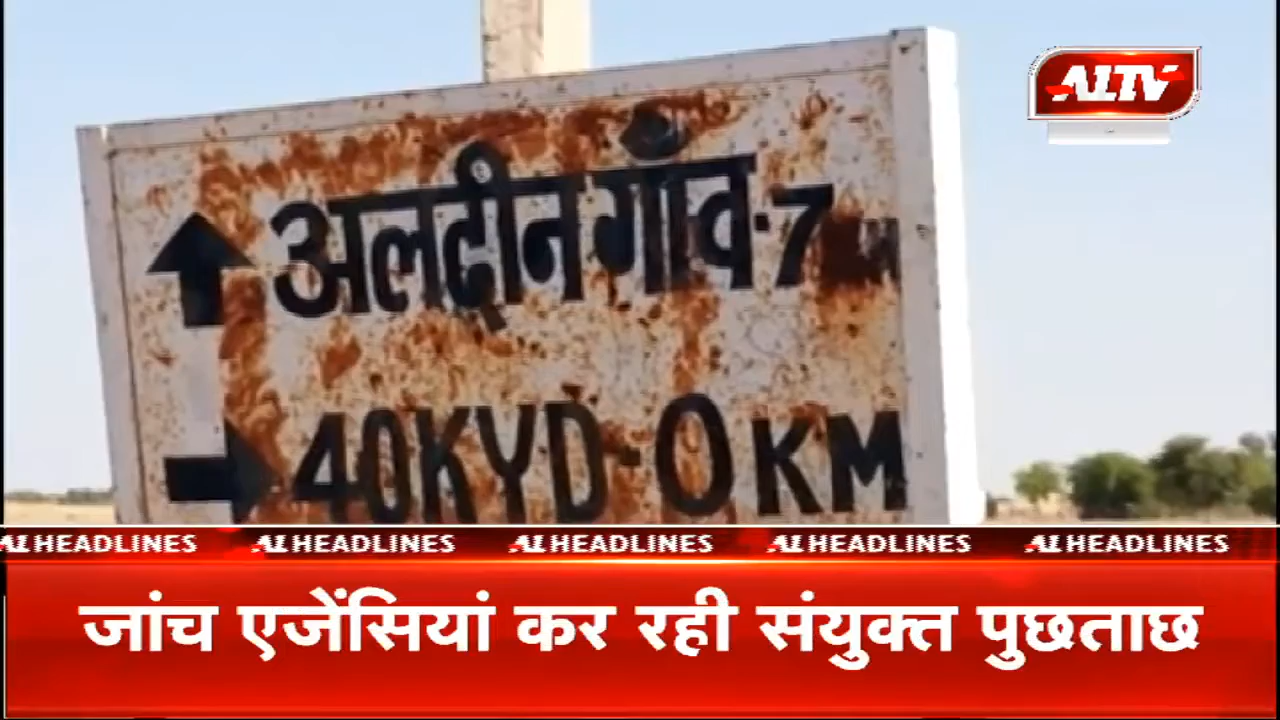 ALTV
अलदीन गाँव-7 KM
40KYD-0 KM
AL HEADLINES AL HEADLINES AL HEADLINES AL HEADLINES AL HEADLINES
जांच एजेंसियां कर रही संयुक्त पुछताछ